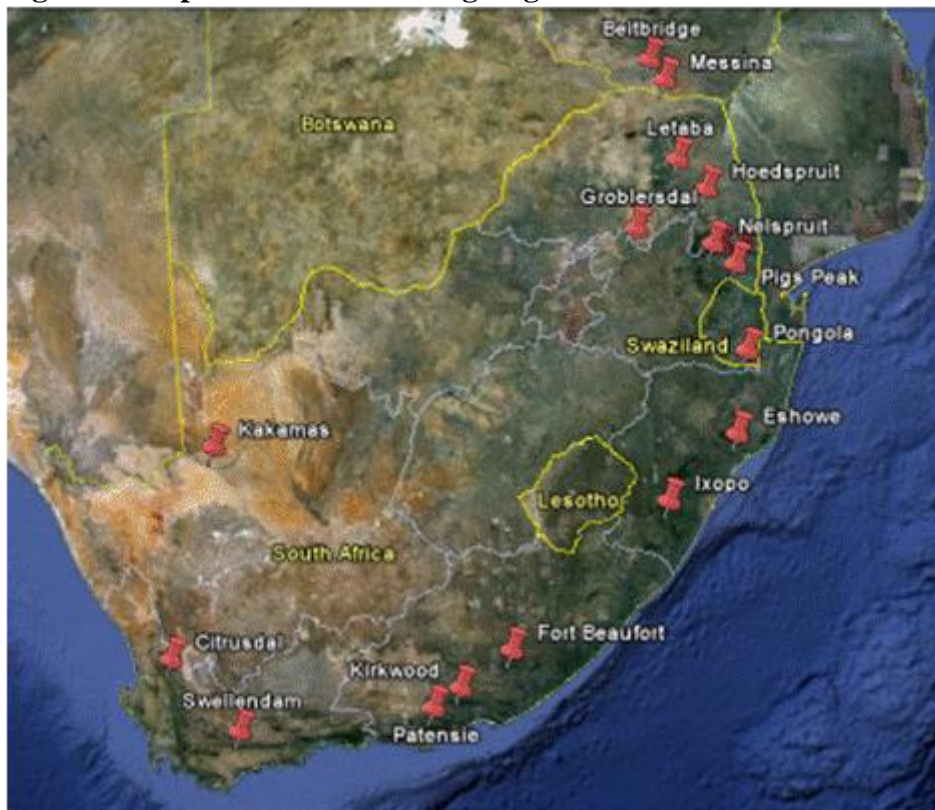 Beitbridge
Messina
Botswana
Letaba
Hoedspruit
Groblersdal
Nelspruit
Pigs Peak
Pongola
Swaziland
Eshowe
Kakamas
Ixopo
Lesotho
South Africa
Fort Beaufort
Citrusdal
Kirkwood
Swellendam
Patensie